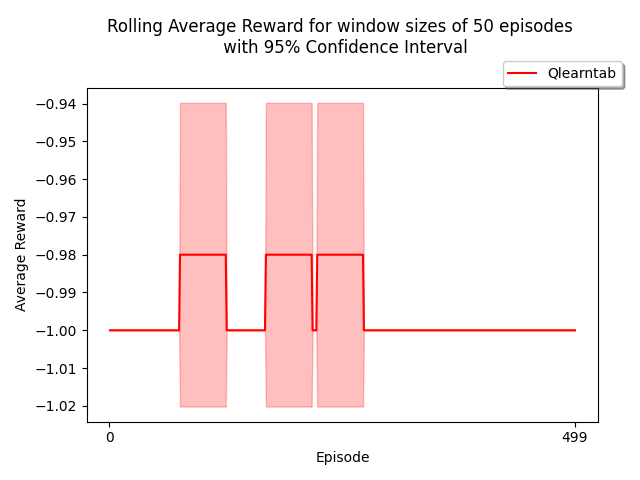 Rolling Average Reward for window sizes of 50 episodes
with 95% Confidence Interval
Qlearntab
−0.94
−0.95
−0.96
−0.97
−0.98
−0.99
−1.00
−1.01
−1.02
Average Reward
0
499
Episode